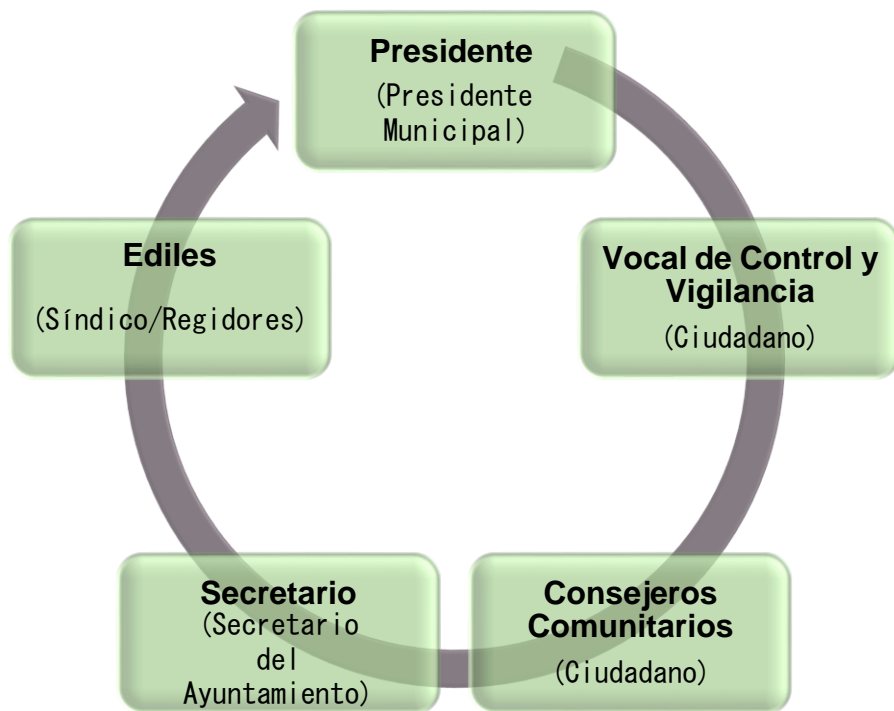 Presidente
(Presidente
Municipal)
Vocal de Control y
Vigilancia
(Ciudadano)
Consejeros
Comunitarios
(Ciudadano)
Secretario
(Secretario
del
Ayuntamiento)
Ediles
(Síndico/Regidores)